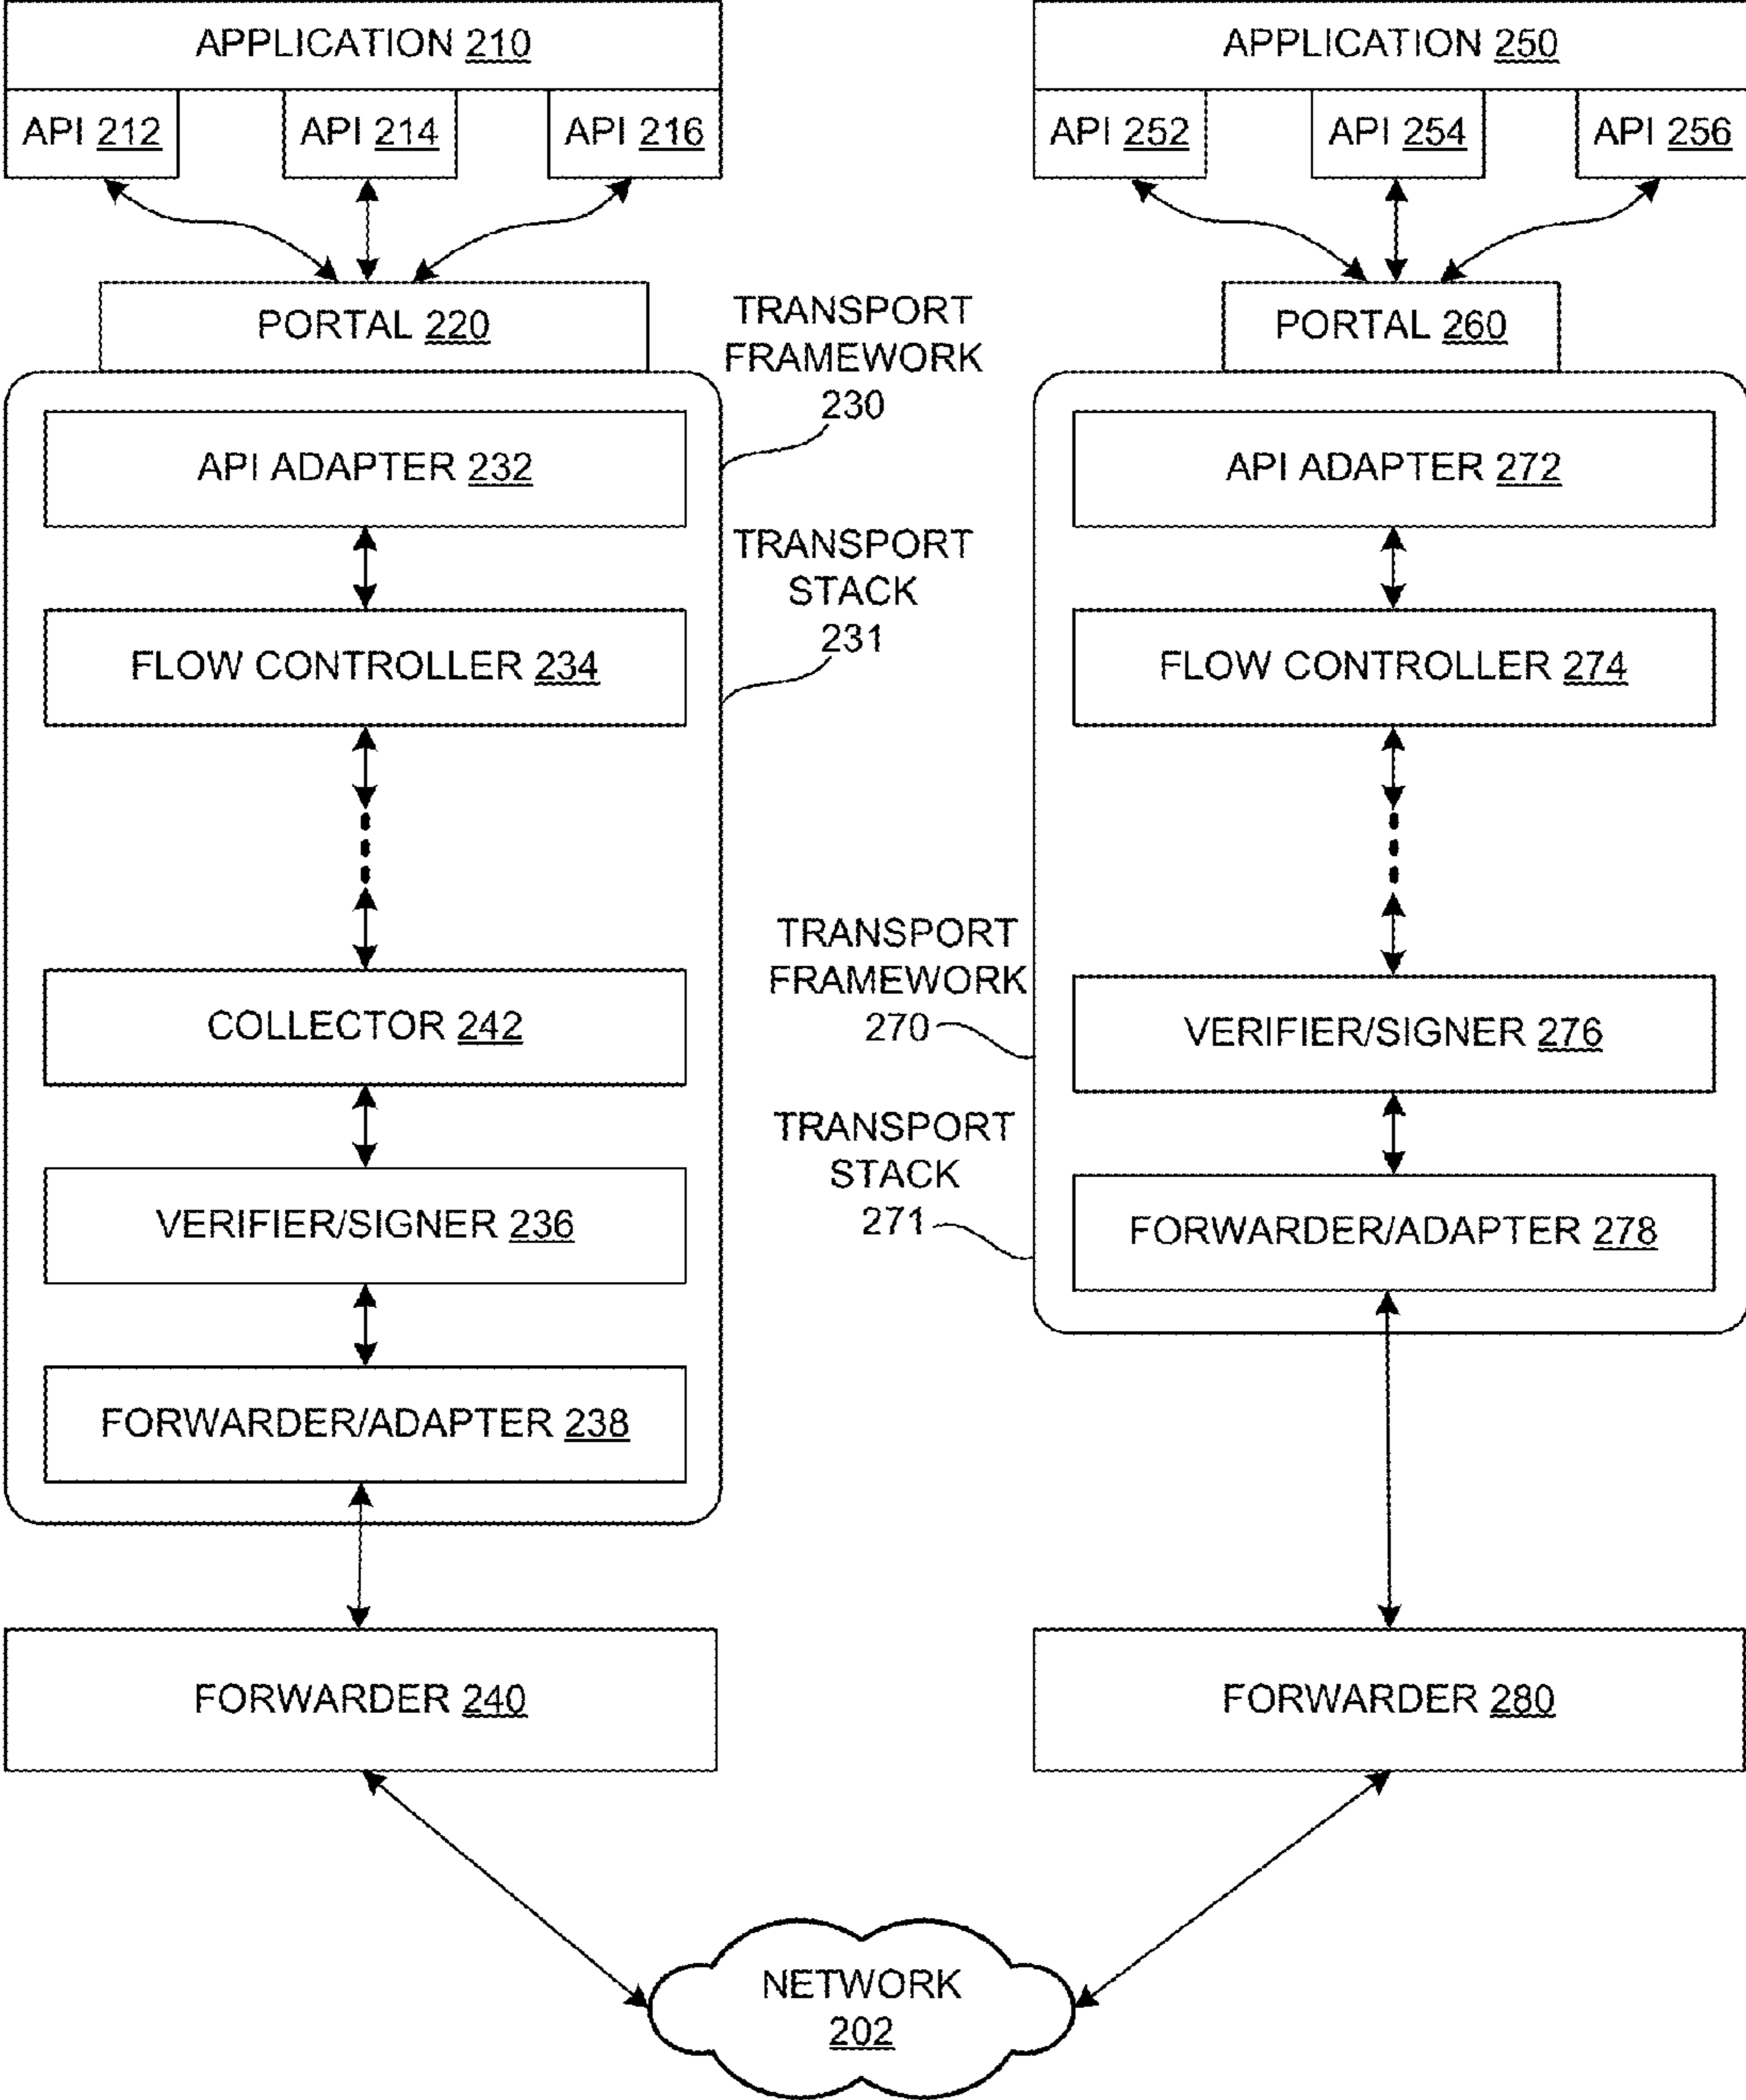 APPLICATION 210
API 212
API 214
API 216
PORTAL 220
TRANSPORT
FRAMEWORK
230
API ADAPTER 232
TRANSPORT
STACK
231
FLOW CONTROLLER 234
COLLECTOR 242
VERIFIER/SIGNER 236
FORWARDER/ADAPTER 238
FORWARDER 240
APPLICATION 250
API 252
API 254
API 256
PORTAL 260
API ADAPTER 272
FLOW CONTROLLER 274
TRANSPORT
FRAMEWORK
270
VERIFIER/SIGNER 276
TRANSPORT
STACK
271
FORWARDER/ADAPTER 278
FORWARDER 280
NETWORK
202